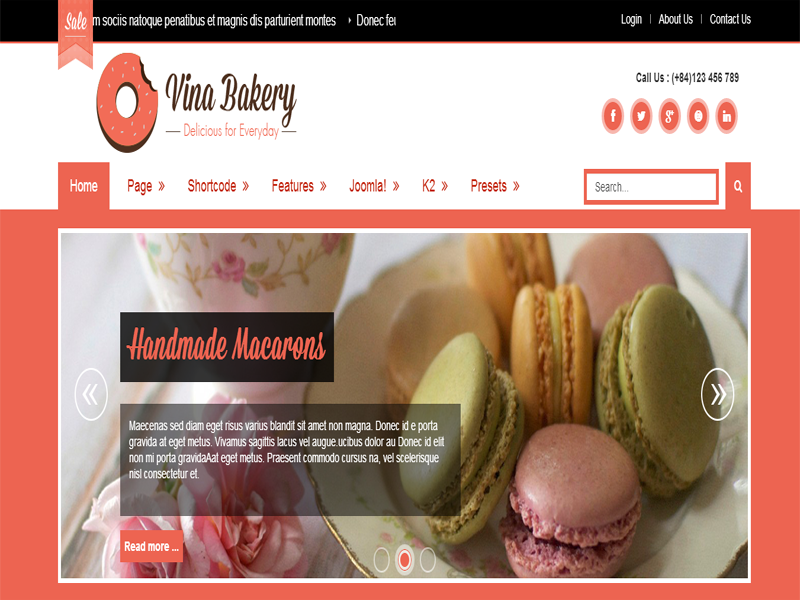 Sale
m sociis natoque penatibus et magnis dis parturient montes Donec feu
Login | About Us | Contact Us
Vina Bakery
Delicious for Everyday
Call Us : (+84)123 456 789
f g+ in
Home Page » Shortcode » Features » Joomla! » K2 » Presets » Search...
Handmade Macarons
Maecenas sed diam eget risus varius blandit sit amet non magna. Donec id e porta
gravida at eget metus. Vivamus sagittis lacus vel augue.ucibus dolor au Donec id elit
non mi porta gravidaAat eget metus. Praesent commodo cursus na, vel scelerisque
nisl consectetur et.
Read more ...